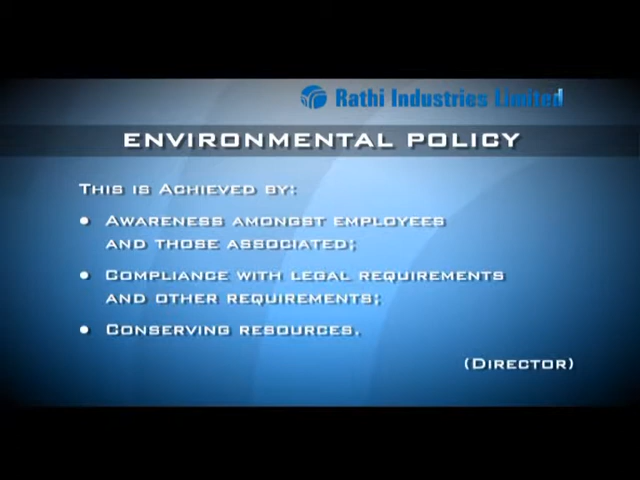 Rathi Industries Limited
ENVIRONMENTAL POLICY
THIS IS ACHIEVED BY:
• AWARENESS AMONGST EMPLOYEES
AND THOSE ASSOCIATED;
• COMPLIANCE WITH LEGAL REQUIREMENTS
AND OTHER REQUIREMENTS;
• CONSERVING RESOURCES.
(DIRECTOR)